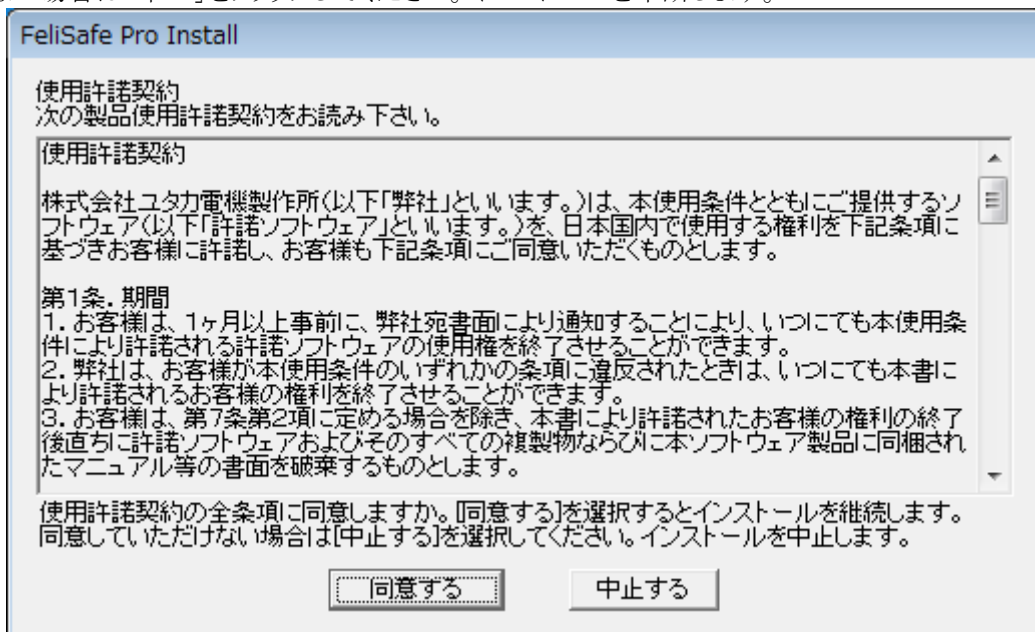 FeliSafe Pro Install
使用許諾契約
次の製品使用許諾契約をお読み下さい。
使用許諾契約
株式会社ユタカ電機製作所(以下「弊社」といいます。)は、本使用条件とともにご提供するソ
フトウェア(以下「許諾ソフトウェア」といいます。)を、日本国内で使用する権利を下記条項に
基づきお客様に許諾し、お客様も下記条項にご同意いただくものとします。
第1条. 期間
1. お客様は、1ヶ月以上事前に、弊社宛書面により通知することにより、いつにても本使用条
件により許諾される許諾ソフトウェアの使用権を終了させることができます。
2. 弊社は、お客様が本使用条件のいずれかの条項に違反されたときは、いつにても本書に
より許諾されるお客様の権利を終了させることができます。
3. お客様は、第7条第2項に定める場合を除き、本書により許諾されたお客様の権利の終了
後直ちに許諾ソフトウェアおよびそのすべての複製物ならびに本ソフトウェア製品に同梱され
たマニュアル等の書面を破棄するものとします。
使用許諾契約の全条項に同意しますか。[同意する]を選択するとインストールを継続します。
同意していただけない場合は[中止する]を選択してください。インストールを中止します。
同意する
中止する